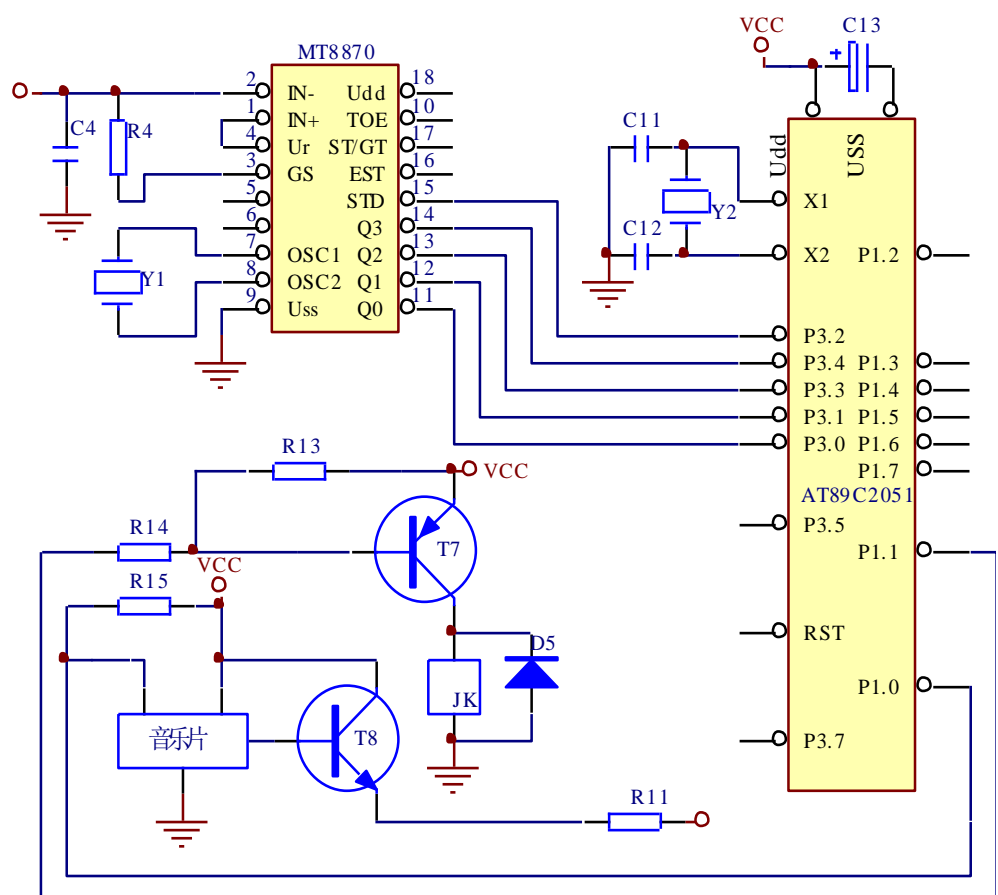 VCC
C13
+
MT8870
2 IN- Udd 18
1 IN+ TOE 10
4 Ur ST/GT 17
3 GS EST 16
5 STD 15
6 Q3 14
7 OSC1 Q2 13
8 OSC2 Q1 12
9 Uss Q0 11
C4
R4
Y1
C11
C12
Y2
Udd
USS
X1
X2 P1.2
P3.2
P3.4 P1.3
P3.3 P1.4
P3.1 P1.5
P3.0 P1.6
P1.7
AT89C2051
P3.5
P1.1
RST
P1.0
P3.7
R13
VCC
R14
T7
VCC
R15
D5
JK
音乐片
T8
R11